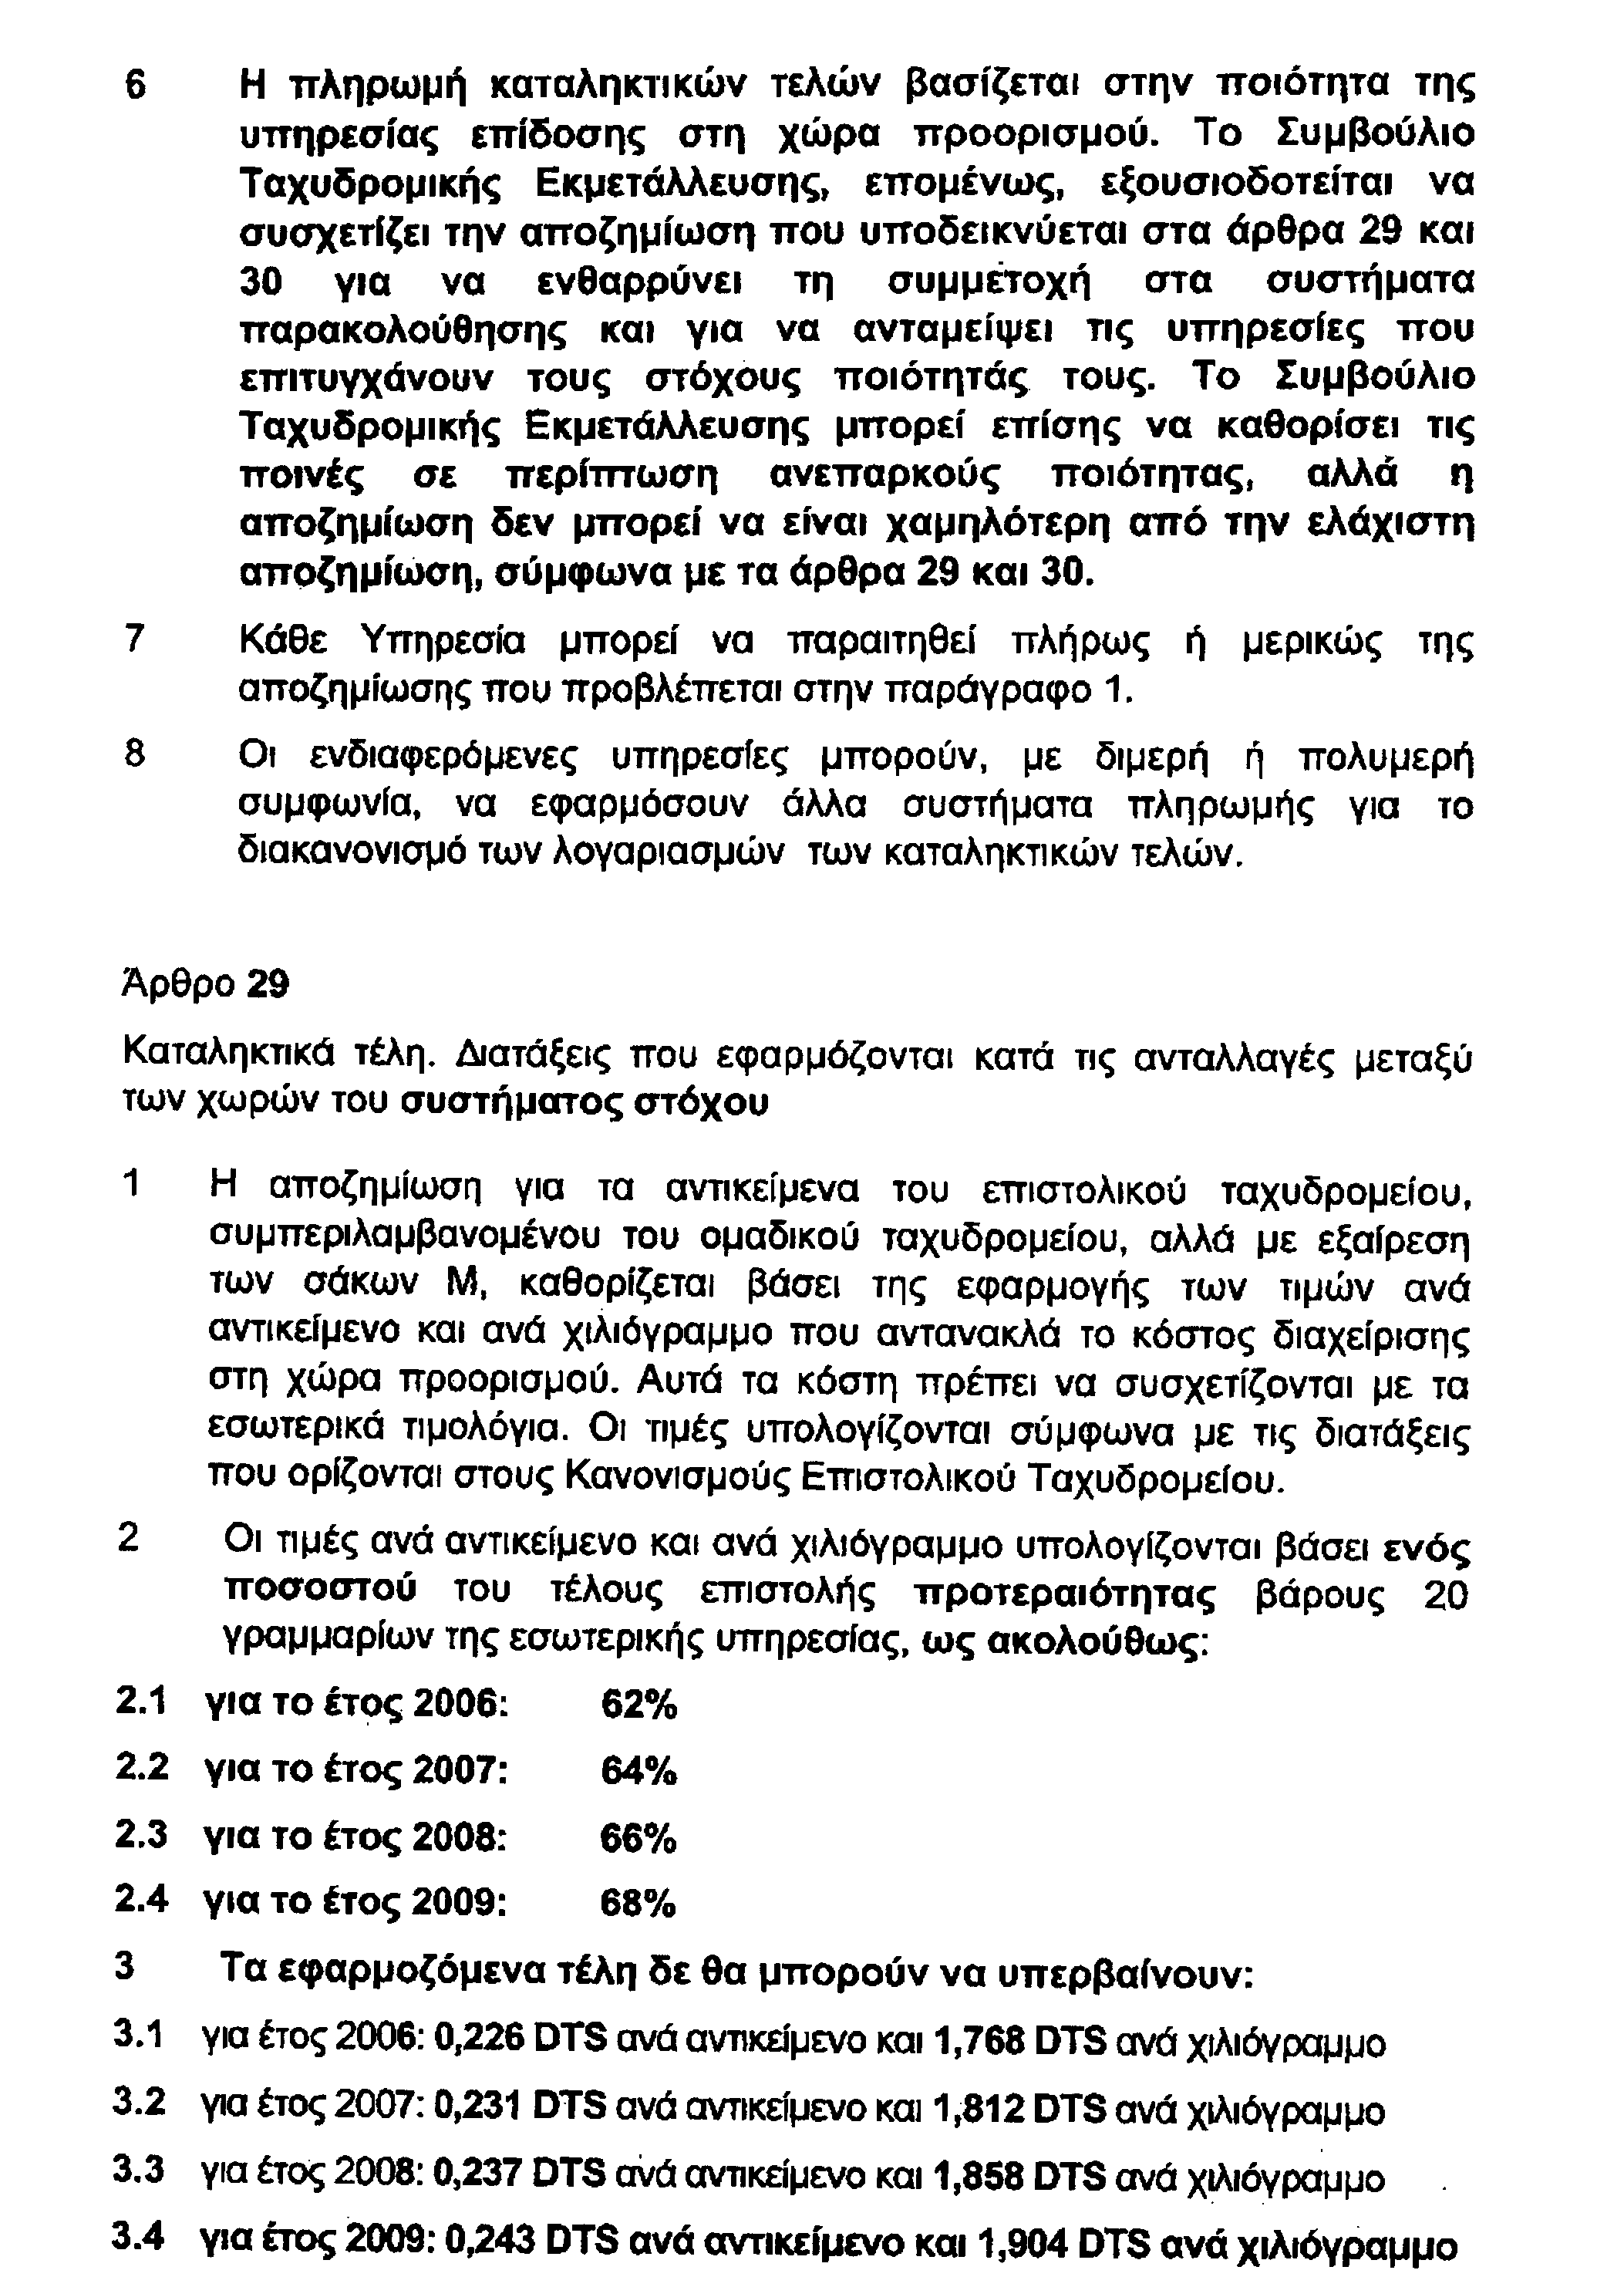 6 Η πληρωμή καταληκτικών τελών βασίζεται στην ποιότητα της
υπηρεσίας επίδοσης στη χώρα προορισμού. Το Συμβούλιο
Ταχυδρομικής Εκμετάλλευσης, επομένως, εξουσιοδοτείται να
συσχετίζει την αποζημίωση που υποδεικνύεται στα άρθρα 29 και
30 για να ενθαρρύνει τη συμμετοχή στα συστήματα
παρακολούθησης και για να ανταμείψει τις υπηρεσίες που
επιτυγχάνουν τους στόχους ποιότητάς τους. Το Συμβούλιο
Ταχυδρομικής Εκμετάλλευσης μπορεί επίσης να καθορίσει τις
ποινές σε περίπτωση ανεπαρκούς ποιότητας, αλλά η
αποζημίωση δεν μπορεί να είναι χαμηλότερη από την ελάχιστη
αποζημίωση, σύμφωνα με τα άρθρα 29 και 30.
7 Κάθε Υπηρεσία μπορεί να παραιτηθεί πλήρως ή μερικώς της
αποζημίωσης που προβλέπεται στην παράγραφο 1.
8 Οι ενδιαφερόμενες υπηρεσίες μπορούν, με διμερή ή πολυμερή
συμφωνία, να εφαρμόσουν άλλα συστήματα πληρωμής για το
διακανονισμό των λογαριασμών των καταληκτικών τελών.
Άρθρο 29
Καταληκτικά τέλη. Διατάξεις που εφαρμόζονται κατά τις ανταλλαγές μεταξύ
των χωρών του συστήματος στόχου
1 Η αποζημίωση για τα αντικείμενα του επιστολικού ταχυδρομείου,
συμπεριλαμβανομένου του ομαδικού ταχυδρομείου, αλλά με εξαίρεση
των σάκων Μ, καθορίζεται βάσει της εφαρμογής των τιμών ανά
αντικείμενο και ανά χιλιόγραμμο που αντανακλά το κόστος διαχείρισης
στη χώρα προορισμού. Αυτά τα κόστη πρέπει να συσχετίζονται με τα
εσωτερικά τιμολόγια. Οι τιμές υπολογίζονται σύμφωνα με τις διατάξεις
που ορίζονται στους Κανονισμούς Επιστολικού Ταχυδρομείου.
2 Οι τιμές ανά αντικείμενο και ανά χιλιόγραμμο υπολογίζονται βάσει ενός
ποσοστού του τέλους επιστολής προτεραιότητας βάρους 20
γραμμαρίων της εσωτερικής υπηρεσίας, ως ακολούθως:
2.1 για το έτος 2006: 62%
2.2 για το έτος 2007: 64%
2.3 για το έτος 2008: 66%
2.4 για το έτος 2009: 68%
3 Τα εφαρμοζόμενα τέλη δε θα μπορούν να υπερβαίνουν:
3.1 για έτος 2006: 0,226 DTS ανά αντικείμενο και 1,768 DTS ανά χιλιόγραμμο
3.2 για έτος 2007: 0,231 DTS ανά αντικείμενο και 1,812 DTS ανά χιλιόγραμμο
3.3 για έτος 2008: 0,237 DTS ανά αντικείμενο και 1,858 DTS ανά χιλιόγραμμο
3.4 για έτος 2009: 0,243 DTS ανά αντικείμενο και 1,904 DTS ανά χιλιόγραμμο